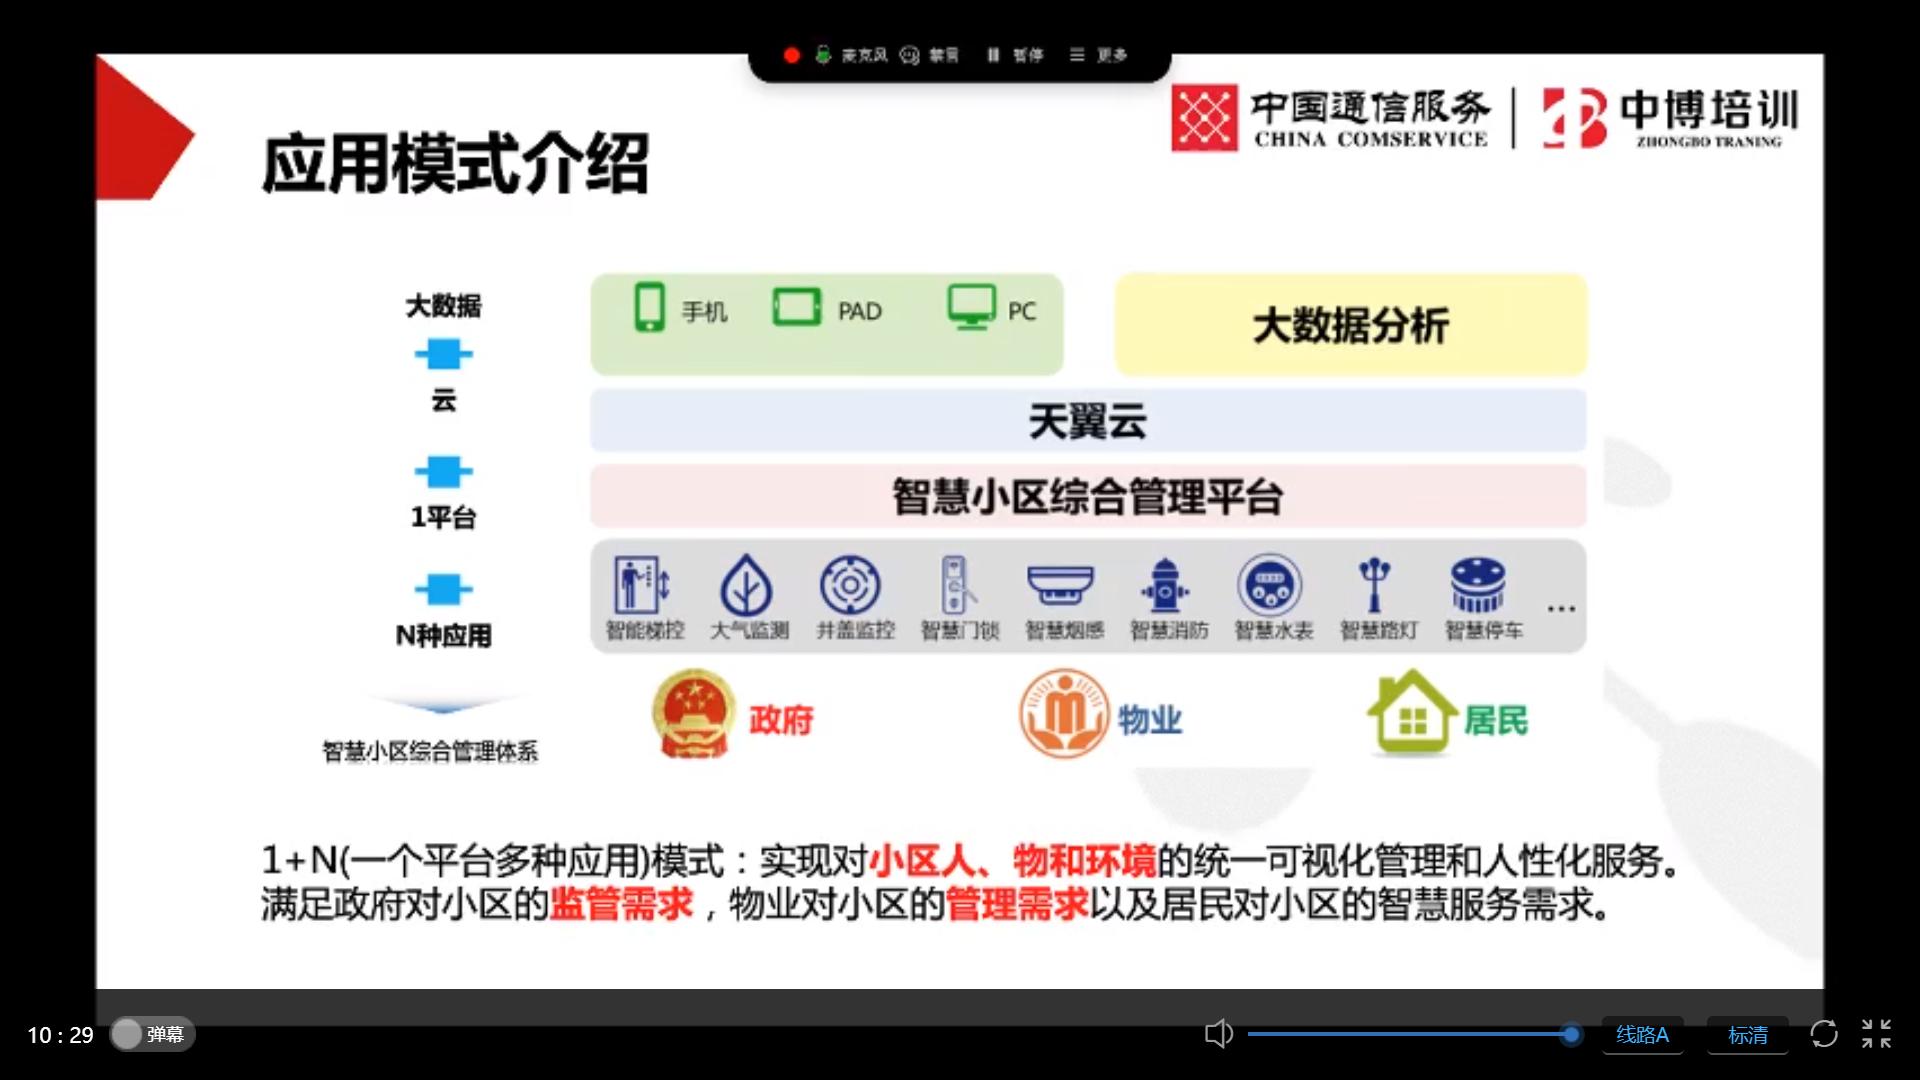 麦克风 禁言 暂停 更多
中国通信服务 中博培训
CHINA COMSERVICE ZHONGBO TRANING
应用模式介绍
大数据
云
1平台
N种应用
智慧小区综合管理体系
手机 PAD PC
大数据分析
天翼云
智慧小区综合管理平台
智能梯控 大气监测 井盖监控 智慧门锁 智慧烟感 智慧消防 智慧水表 智慧路灯 智慧停车 ...
政府 物业 居民
1+N(一个平台多种应用)模式：实现对小区人、物和环境的统一可视化管理和人性化服务。
满足政府对小区的监管需求，物业对小区的管理需求以及居民对小区的智慧服务需求。
10:29 弹幕 线路A 标清